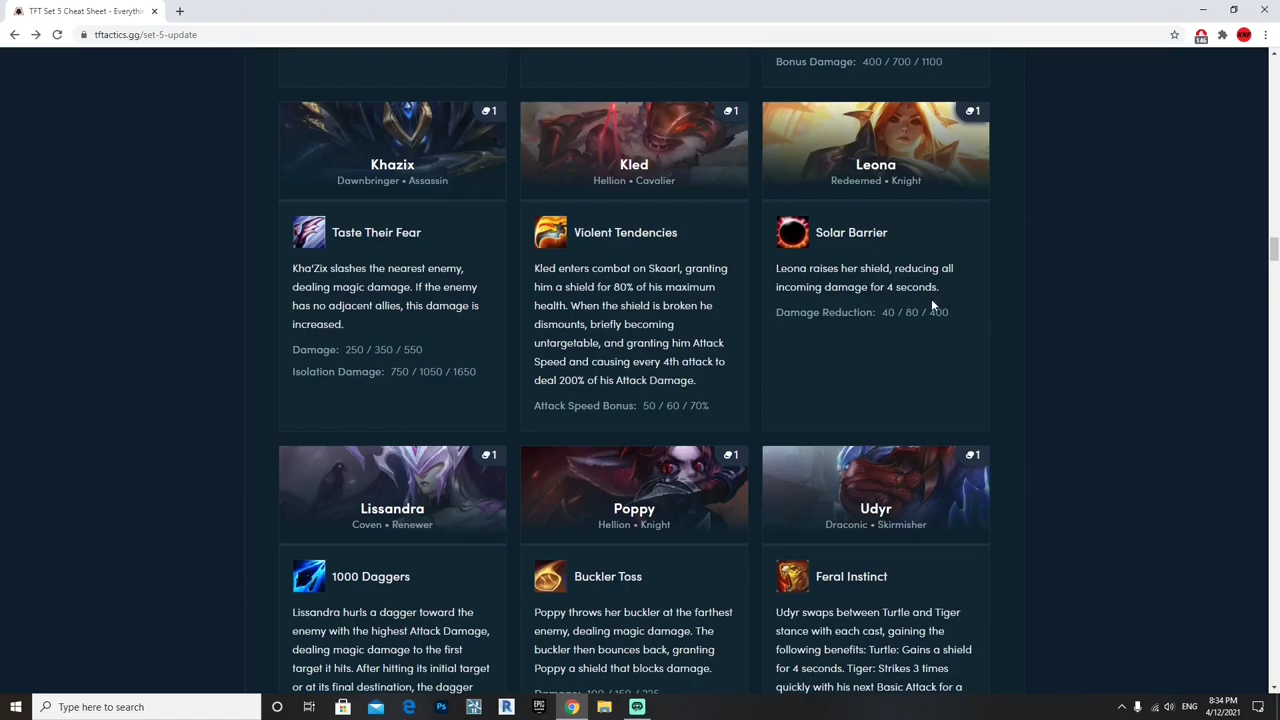 TFT Set 5 Cheat Sheet - Everythi
tftactics.gg/set-5-update
146
Bonus Damage: 400 / 700 / 1100
1
Khazix
Dawnbringer • Assassin
1
Kled
Hellion • Cavalier
1
Leona
Redeemed • Knight
Taste Their Fear
Kha'Zix slashes the nearest enemy,
dealing magic damage. If the enemy
has no adjacent allies, this damage is
increased.
Damage: 250 / 350 / 550
Isolation Damage: 750 / 1050 / 1650
Violent Tendencies
Kled enters combat on Skaarl, granting
him a shield for 80% of his maximum
health. When the shield is broken he
dismounts, briefly becoming
untargetable, and granting him Attack
Speed and causing every 4th attack to
deal 200% of his Attack Damage.
Attack Speed Bonus: 50 / 60 / 70%
Solar Barrier
Leona raises her shield, reducing all
incoming damage for 4 seconds.
Damage Reduction: 40 / 80 / 400
1
Lissandra
Coven • Renewer
1
Poppy
Hellion • Knight
1
Udyr
Draconic • Skirmisher
1000 Daggers
Lissandra hurls a dagger toward the
enemy with the highest Attack Damage,
dealing magic damage to the first
target it hits. After hitting its initial target
or at its final destination, the dagger
Buckler Toss
Poppy throws her buckler at the farthest
enemy, dealing magic damage. The
buckler then bounces back, granting
Poppy a shield that blocks damage.
Damage: 100 / 150 / 225
Feral Instinct
Udyr swaps between Turtle and Tiger
stance with each cast, gaining the
following benefits: Turtle: Gains a shield
for 4 seconds. Tiger: Strikes 3 times
quickly with his next Basic Attack for a
Type here to search
ENG
8:34 PM
4/12/2021